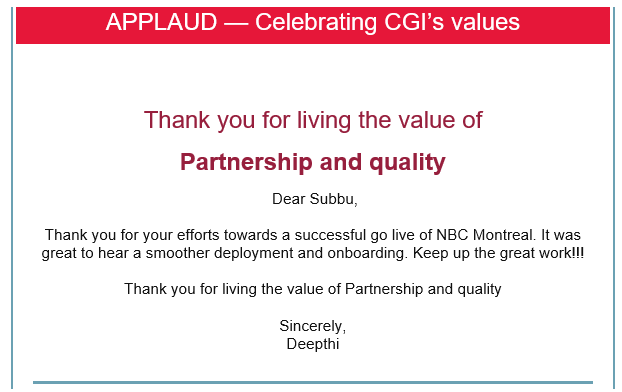 APPLAUD — Celebrating CGI’s values
Thank you for living the value of
Partnership and quality
Dear Subbu,
Thank you for your efforts towards a successful go live of NBC Montreal. It was
great to hear a smoother deployment and onboarding. Keep up the great work!!!
Thank you for living the value of Partnership and quality
Sincerely,
Deepthi